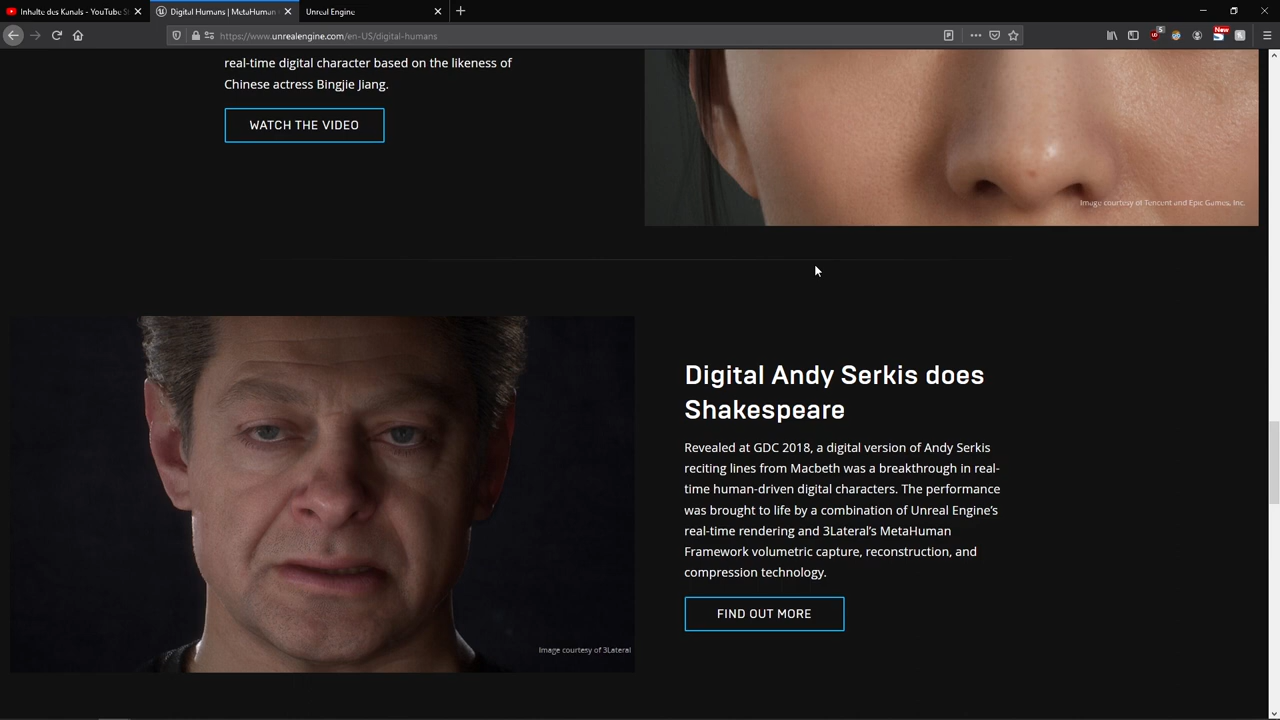 Inhalte des Kanals - YouTube S
Digital Humans | MetaHuman
Unreal Engine
https://www.unrealengine.com/en-US/digital-humans
5
New
real-time digital character based on the likeness of
Chinese actress Bingjie Jiang.
WATCH THE VIDEO
Image courtesy of Tencent and Epic Games, Inc.
Digital Andy Serkis does
Shakespeare
Revealed at GDC 2018, a digital version of Andy Serkis
reciting lines from Macbeth was a breakthrough in real-
time human-driven digital characters. The performance
was brought to life by a combination of Unreal Engine’s
real-time rendering and 3Lateral’s MetaHuman
Framework volumetric capture, reconstruction, and
compression technology.
FIND OUT MORE
Image courtesy of 3Lateral